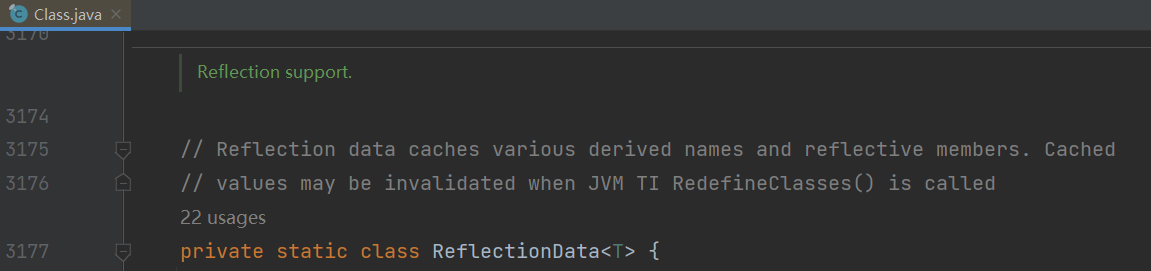 Class.java
3170
Reflection support.
3174
3175 // Reflection data caches various derived names and reflective members. Cached
3176 // values may be invalidated when JVM TI RedefineClasses() is called
22 usages
3177 private static class ReflectionData<T> {